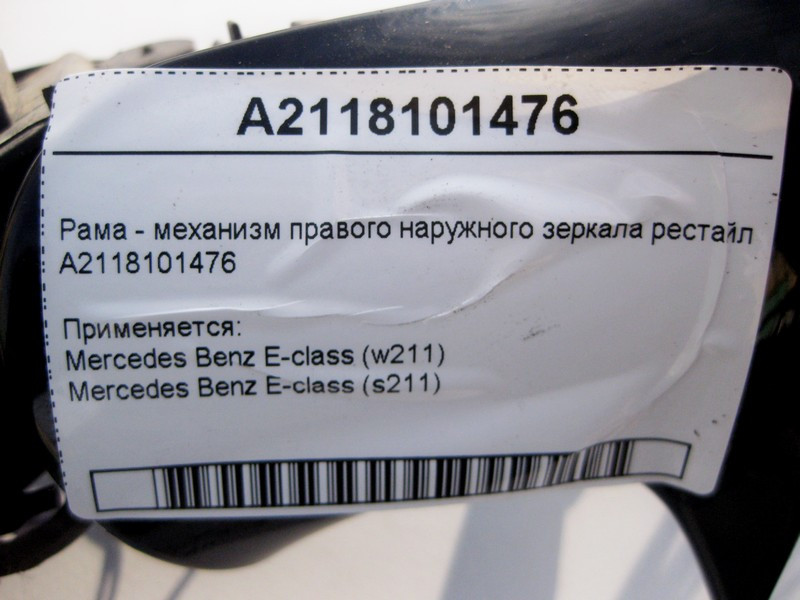 A2118101476
Рама - механизм правого наружного зеркала рестайл
A2118101476
Применяется:
Mercedes Benz E-class (w211)
Mercedes Benz E-class (s211)